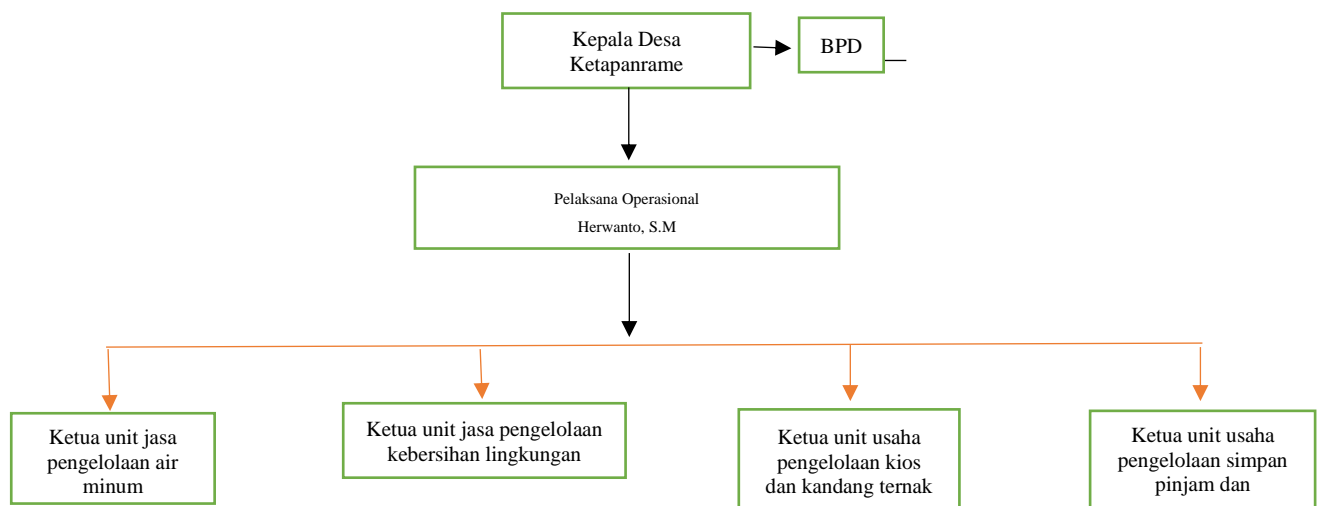 Kepala Desa
Ketapanrame
BPD
Pelaksana Operasional
Herwanto, S.M
Ketua unit jasa
pengelolaan air
minum
Ketua unit jasa pengelolaan
kebersihan lingkungan
Ketua unit usaha
pengelolaan kios
dan kandang ternak
Ketua unit usaha
pengelolaan simpan
pinjam dan